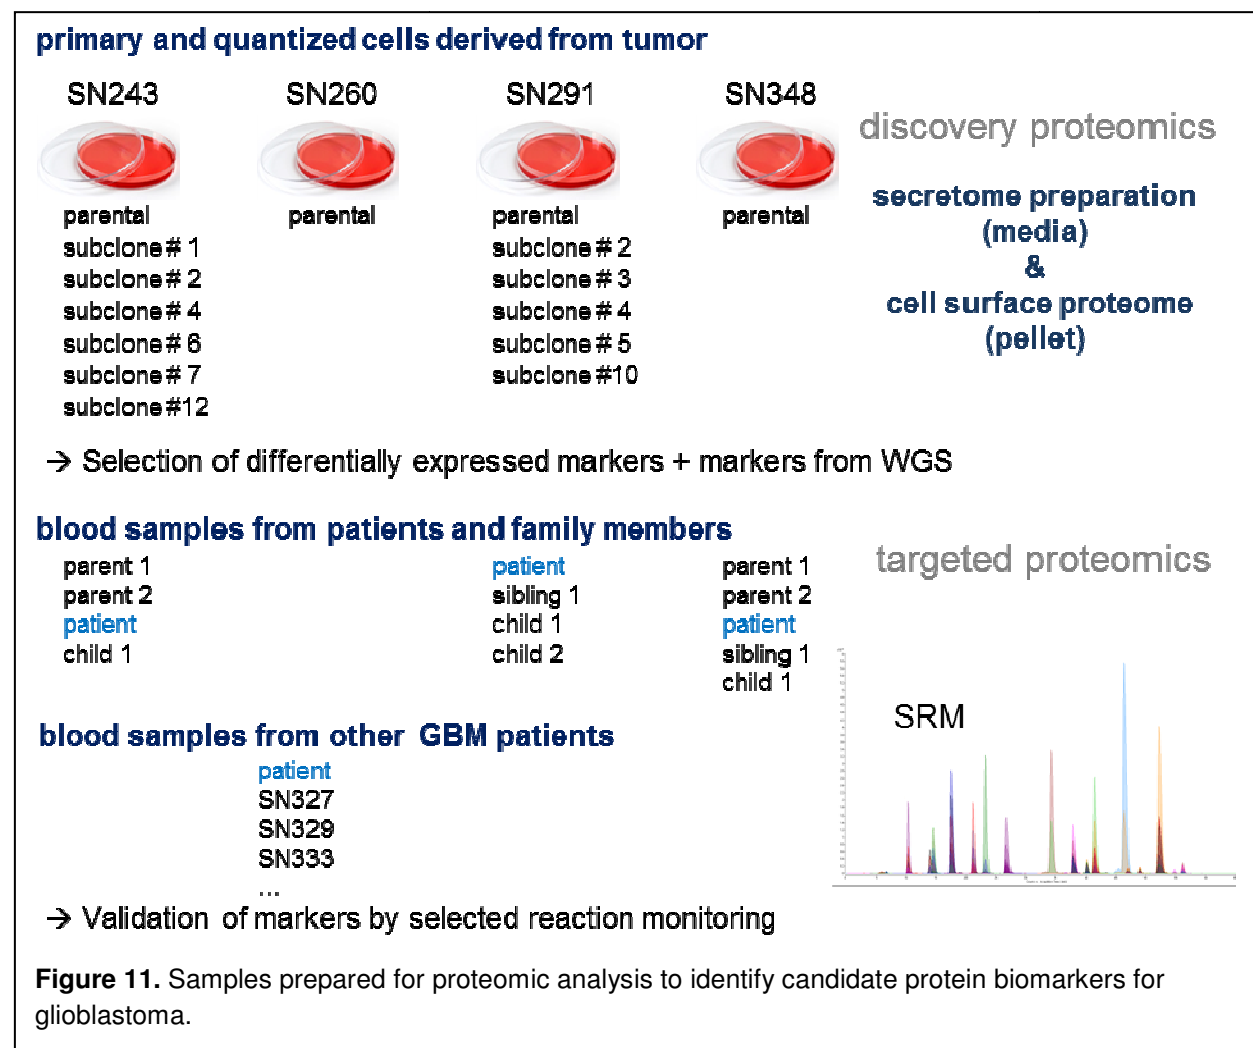 primary and quantized cells derived from tumor
SN243 SN260 SN291 SN348
discovery proteomics
parental parental parental parental
subclone # 1 subclone # 2
subclone # 2 subclone # 3
subclone # 4 subclone # 4
subclone # 6 subclone # 5
subclone # 7 subclone #10
subclone #12
secretome preparation
(media)
&
cell surface proteome
(pellet)
→ Selection of differentially expressed markers + markers from WGS
blood samples from patients and family members
targeted proteomics
parent 1 patient parent 1
parent 2 sibling 1 parent 2
patient child 1 patient
child 1 child 2 sibling 1
child 1
SRM
blood samples from other GBM patients
patient
SN327
SN329
SN333
...
→ Validation of markers by selected reaction monitoring
Figure 11. Samples prepared for proteomic analysis to identify candidate protein biomarkers for
glioblastoma.